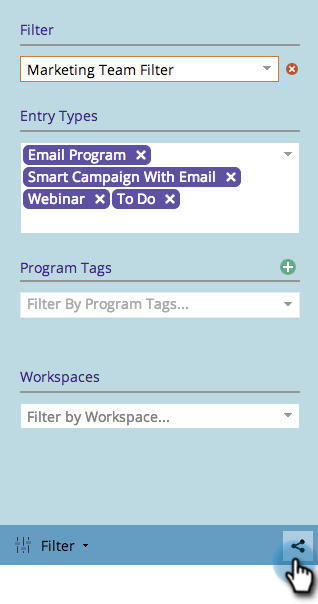 Filter
Marketing Team Filter
Entry Types
Email Program
Smart Campaign With Email
Webinar To Do
Program Tags
Filter By Program Tags...
Workspaces
Filter by Workspace...
Filter